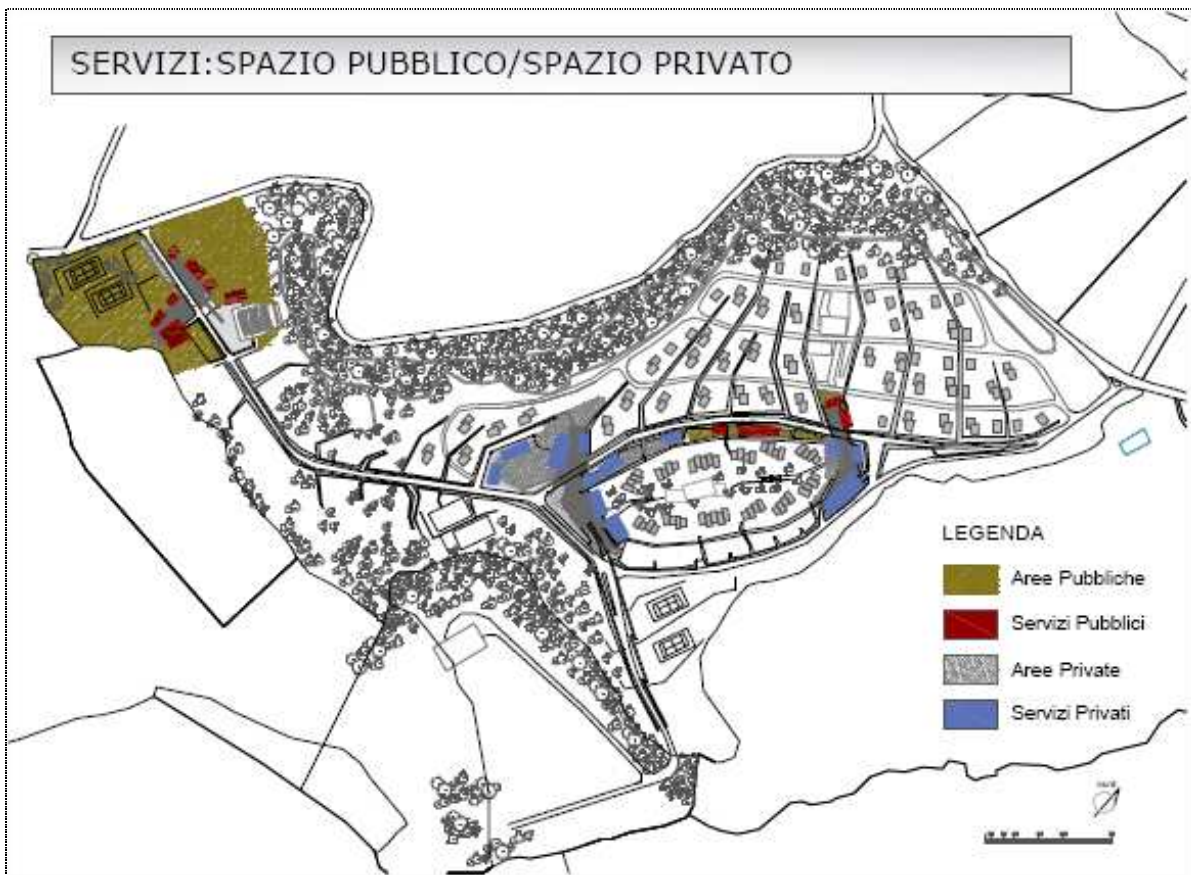 SERVIZI:SPAZIO PUBBLICO/SPAZIO PRIVATO
LEGENDA
Aree Pubbliche
Servizi Pubblici
Aree Private
Servizi Privati